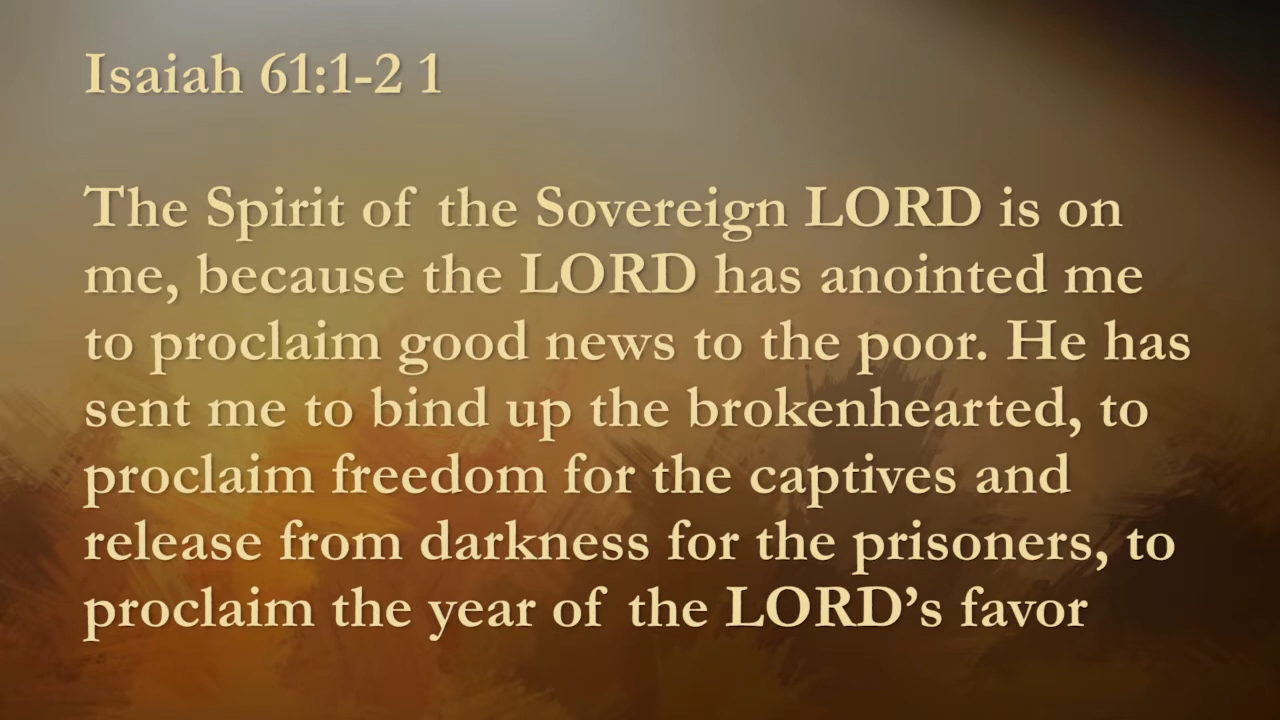 Isaiah 61:1-2 1
The Spirit of the Sovereign LORD is on
me, because the LORD has anointed me
to proclaim good news to the poor. He has
sent me to bind up the brokenhearted, to
proclaim freedom for the captives and
release from darkness for the prisoners, to
proclaim the year of the LORD’s favor